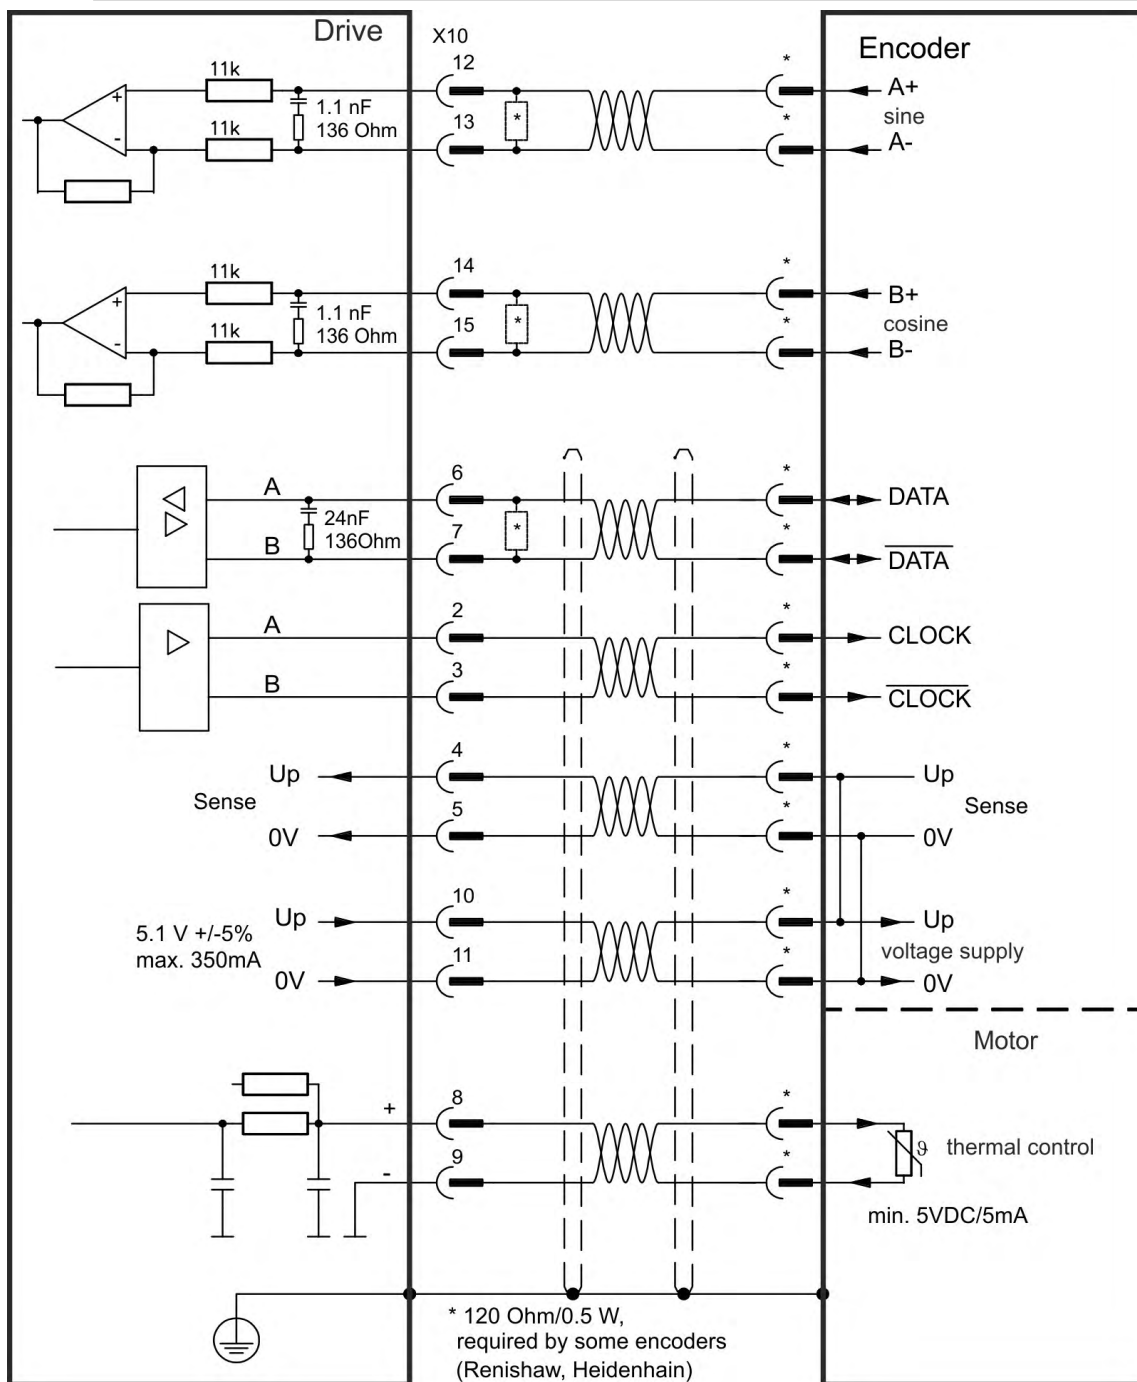 Drive
X10
Encoder
11k
12
*
A+
+
1.1 nF
*
sine
-
11k
136 Ohm
13
*
A-
11k
14
*
B+
+
1.1 nF
*
cosine
-
11k
136 Ohm
15
*
B-
A
6
*
DATA
24nF
*
B
136Ohm
7
*
DATA
A
2
*
CLOCK
B
3
*
CLOCK
Up
4
*
Up
Sense
Sense
0V
5
*
0V
5.1 V +/-5%
max. 350mA
Up
10
*
Up
voltage supply
0V
11
*
0V
Motor
+
8
*
ϑ
thermal control
-
9
*
min. 5VDC/5mA
* 120 Ohm/0.5 W,
required by some encoders
(Renishaw, Heidenhain)